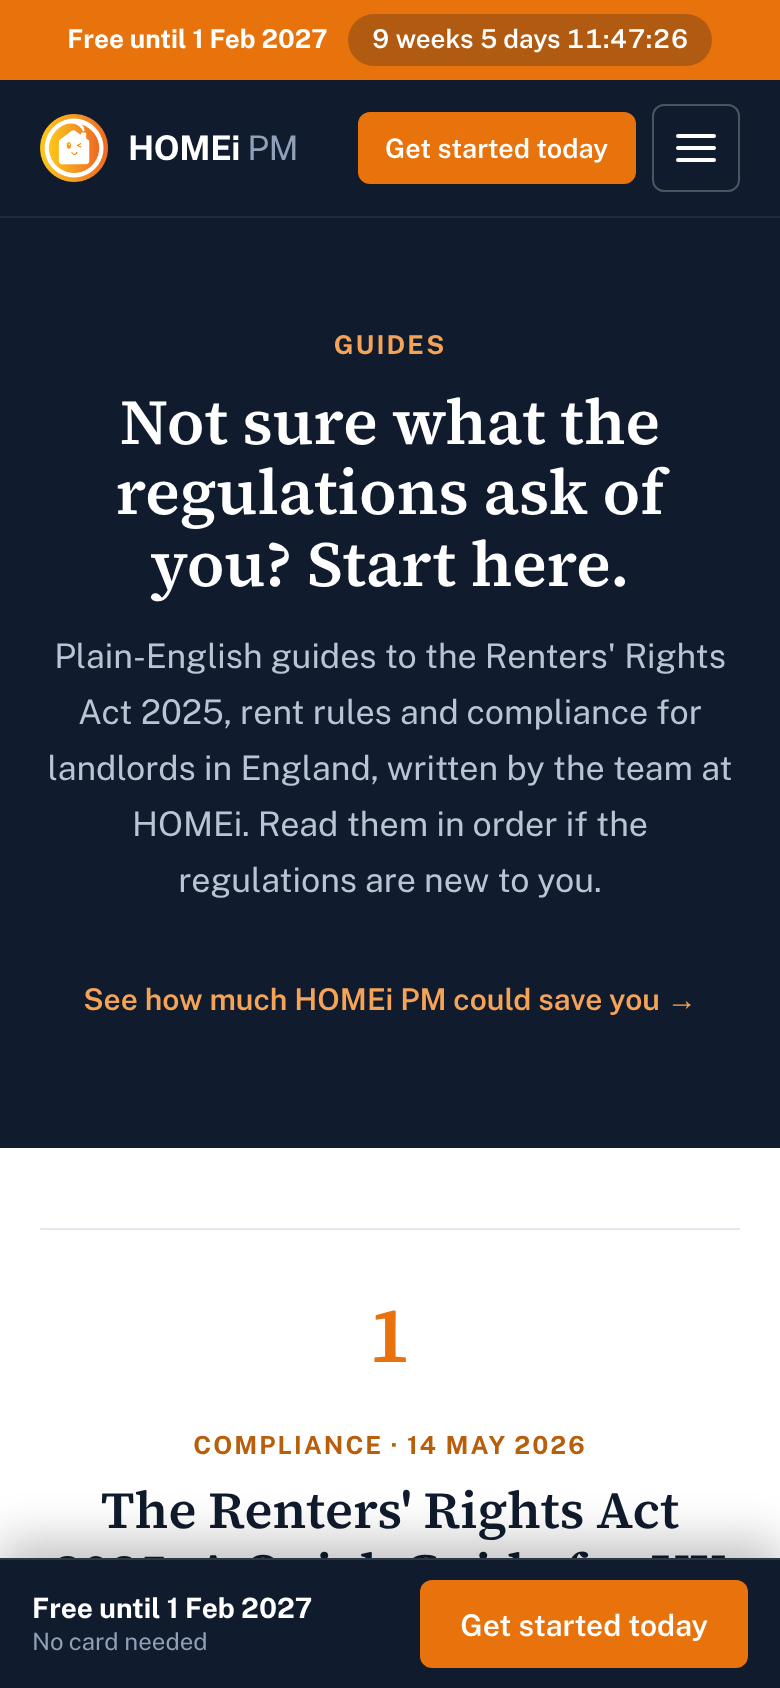 Free until 1 Feb 2027 9 weeks 5 days 11:47:26
HOMEi PM Get started today
GUIDES
Not sure what the
regulations ask of
you? Start here.
Plain-English guides to the Renters' Rights
Act 2025, rent rules and compliance for
landlords in England, written by the team at
HOMEi. Read them in order if the
regulations are new to you.
See how much HOMEi PM could save you →
1
COMPLIANCE · 14 MAY 2026
The Renters' Rights Act
Free until 1 Feb 2027
No card needed
Get started today